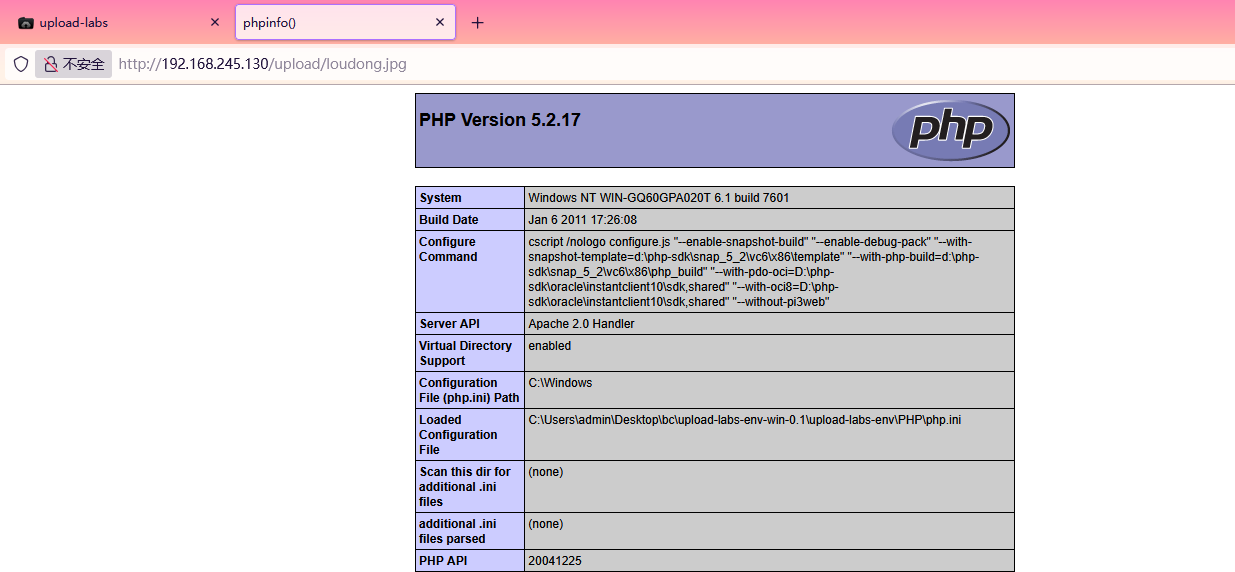 upload-labs
phpinfo()
不安全
http://192.168.245.130/upload/loudong.jpg
PHP Version 5.2.17
php
System
Windows NT WIN-GQ60GPA020T 6.1 build 7601
Build Date
Jan 6 2011 17:26:08
Configure
Command
cscript /nologo configure.js "--enable-snapshot-build" "--enable-debug-pack" "--with-
snapshot-template=d:\php-sdk\snap_5_2\vc6\x86\template" "--with-php-build=d:\php-
sdk\snap_5_2\vc6\x86\php_build" "--with-pdo-oci=D:\php-
sdk\oracle\instantclient10\sdk,shared" "--with-oci8=D:\php-
sdk\oracle\instantclient10\sdk,shared" "--without-pi3web"
Server API
Apache 2.0 Handler
Virtual Directory
Support
enabled
Configuration
File (php.ini) Path
C:\Windows
Loaded
Configuration
File
C:\Users\admin\Desktop\bc\upload-labs-env-win-0.1\upload-labs-env\PHP\php.ini
Scan this dir for
additional .ini
files
(none)
additional .ini
files parsed
(none)
PHP API
20041225